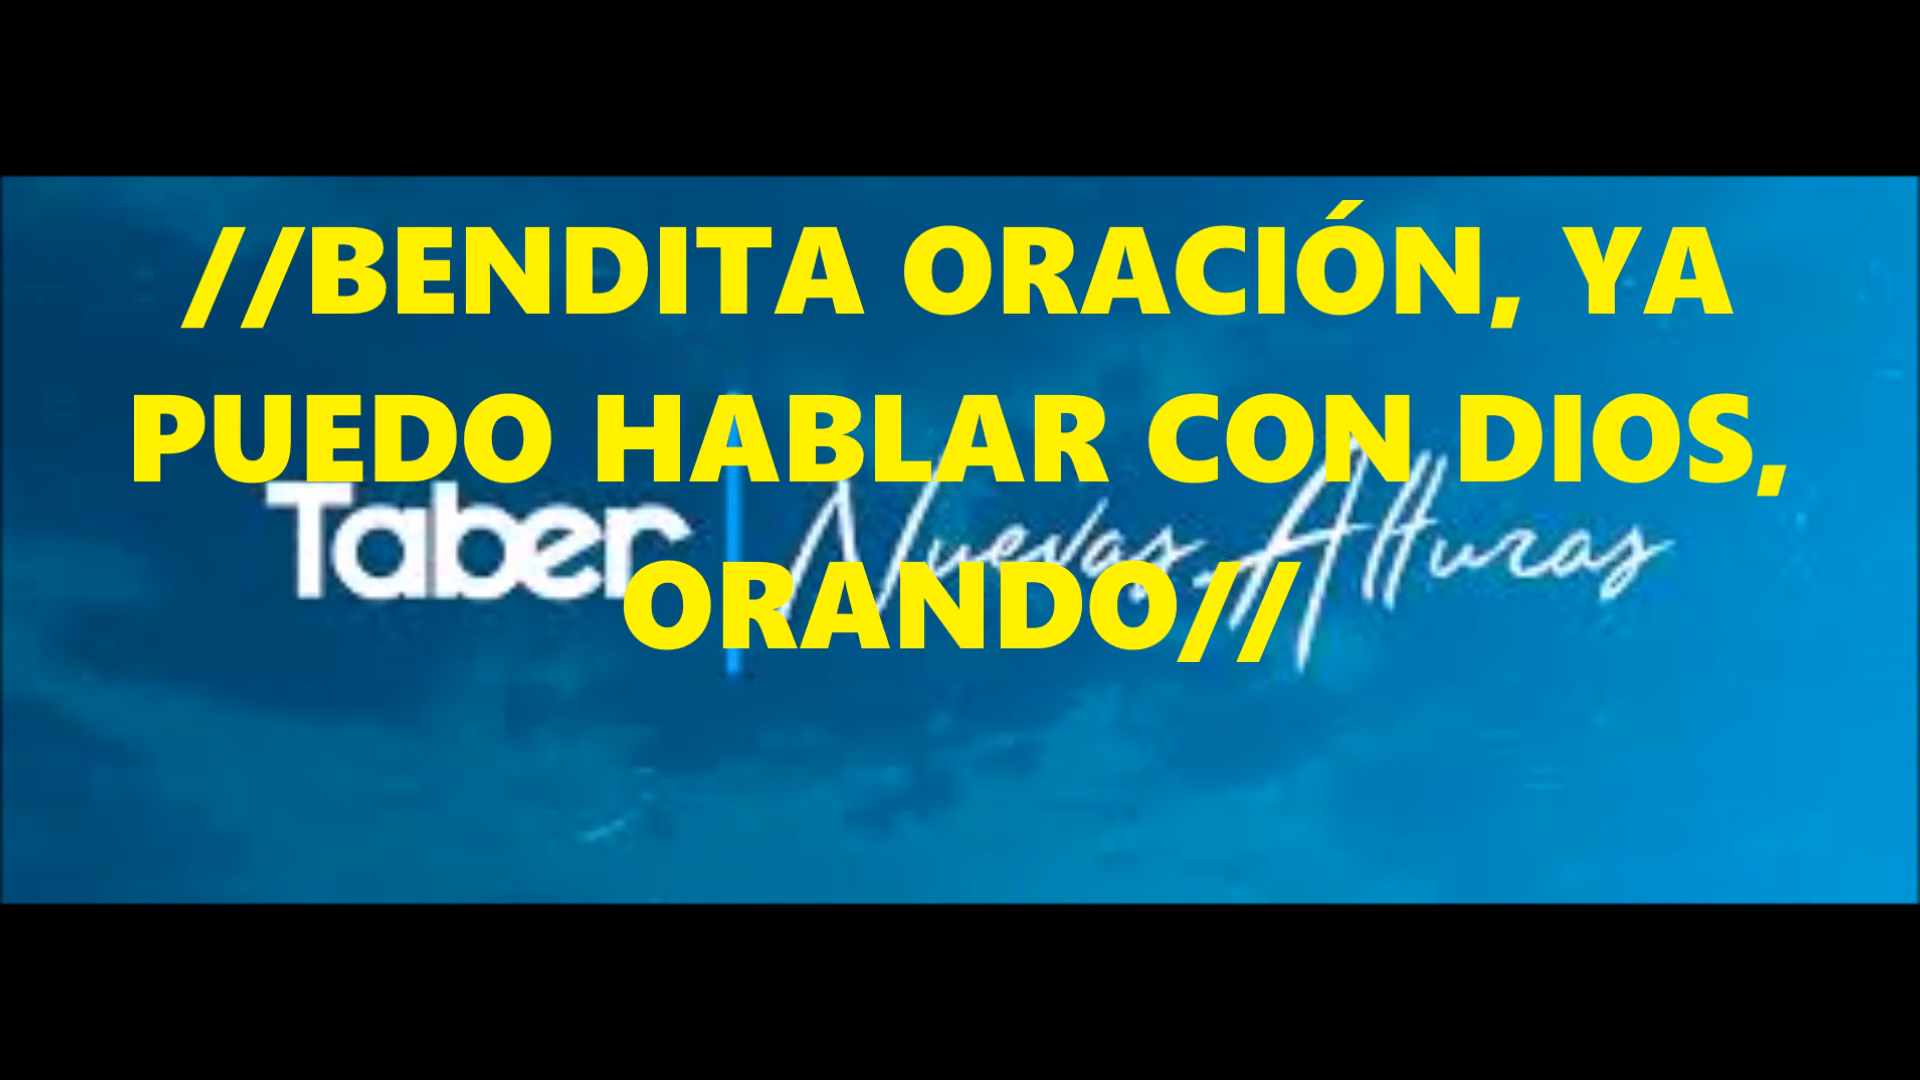 //BENDITA ORACIÓN, YA
PUEDO HABLAR CON DIOS,
Taber | Nuevas Alturas
ORANDO//